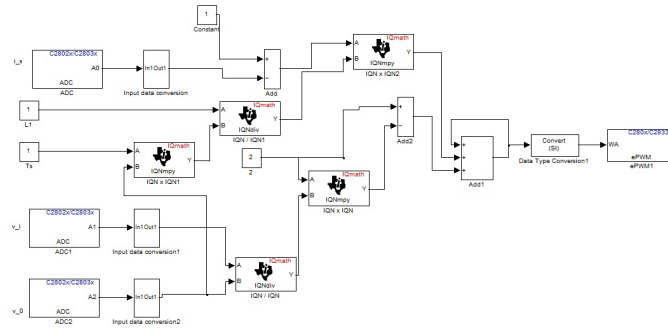 1
Constant
C2802x/C2803x
i_s
A0
ADC
ADC
In1Out1
Input data conversion
+
−
Add
IQmath
A
B
Y
IQNmpy
IQN x IQN2
1
L1
IQmath
A
B
Y
IQNdiv
IQN / IQN1
1
Ts
IQmath
A
B
Y
IQNmpy
IQN x IQN1
2
2
+
−
Add2
IQmath
A
B
Y
IQNmpy
IQN x IQN
+
+
+
Add1
Convert
(SI)
Data Type Conversion1
C280x/C2833
WA
ePWM
ePWM1
C2802x/C2803x
v_i
A1
ADC
ADC1
In1Out1
Input data conversion1
IQmath
A
B
Y
IQNdiv
IQN / IQN
C2802x/C2803x
v_0
A2
ADC
ADC2
In1Out1
Input data conversion2